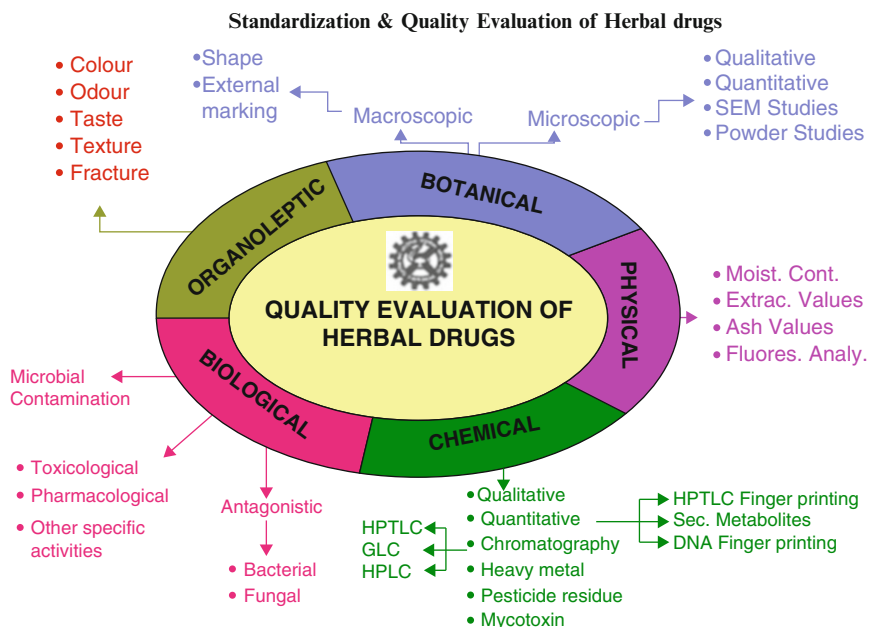 Standardization & Quality Evaluation of Herbal drugs
• Colour
• Odour
• Taste
• Texture
• Fracture
•Shape
•External
marking
Macroscopic
Microscopic
•Qualitative
•Quantitative
•SEM Studies
•Powder Studies
ORGANOLEPTIC
BOTANICAL
PHYSICAL
QUALITY EVALUATION OF
HERBAL DRUGS
• Moist. Cont.
• Extrac. Values
• Ash Values
• Fluores. Analy.
BIOLOGICAL
CHEMICAL
Microbial
Contamination
• Toxicological
• Pharmacological
• Other specific
activities
Antagonistic
• Bacterial
• Fungal
•Qualitative
• Quantitative
• Chromatography
• Heavy metal
• Pesticide residue
• Mycotoxin
HPTLC
GLC
HPLC
HPTLC Finger printing
Sec. Metabolites
DNA Finger printing